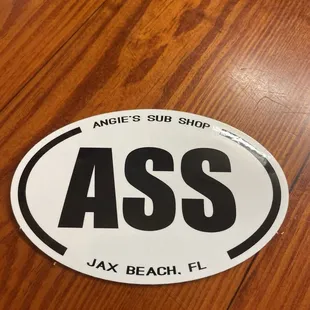 ANGIE'S SUB SHOP
ASS
JAX BEACH, FL